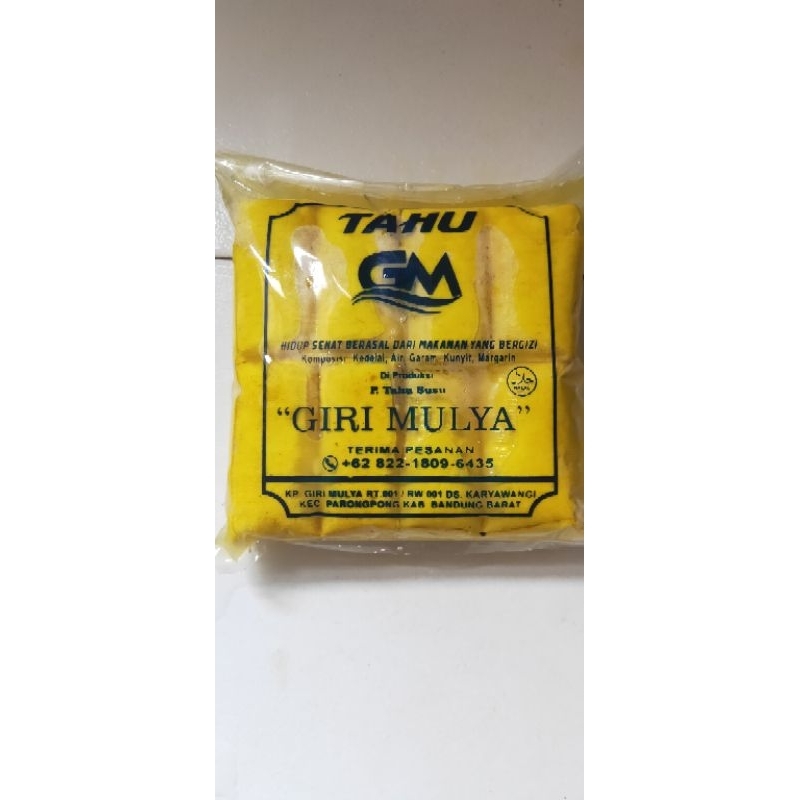 TAHU
GM
HIDUP SEHAT BERASAL DARI MAKANAN YANG BERGIZI
Komposisi: Kedelai, Air, Garam, Kunyit, Margarin
Di Produksi
P. Tahu Susu
HALAL
"GIRI MULYA"
TERIMA PESANAN
+62 822-1809-6435
KP. GIRI MULYA RT.001 / RW 001 DS. KARYAWANGI
KEC. PARONGPONG KAB. BANDUNG BARAT